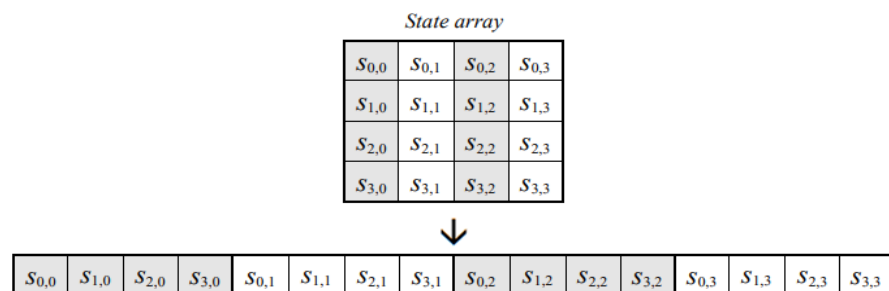 State array
s0,0 s0,1 s0,2 s0,3
s1,0 s1,1 s1,2 s1,3
s2,0 s2,1 s2,2 s2,3
s3,0 s3,1 s3,2 s3,3
s0,0 s1,0 s2,0 s3,0 s0,1 s1,1 s2,1 s3,1 s0,2 s1,2 s2,2 s3,2 s0,3 s1,3 s2,3 s3,3